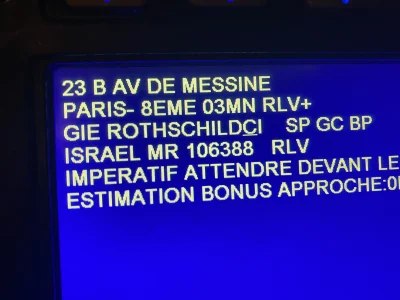 23 B AV DE MESSINE
PARIS- 8EME 03MN RLV+
GIE ROTHSCHILDCI SP GC BP
ISRAEL MR 106388 RLV
IMPERATIF ATTENDRE DEVANT LE
ESTIMATION BONUS APPROCHE: